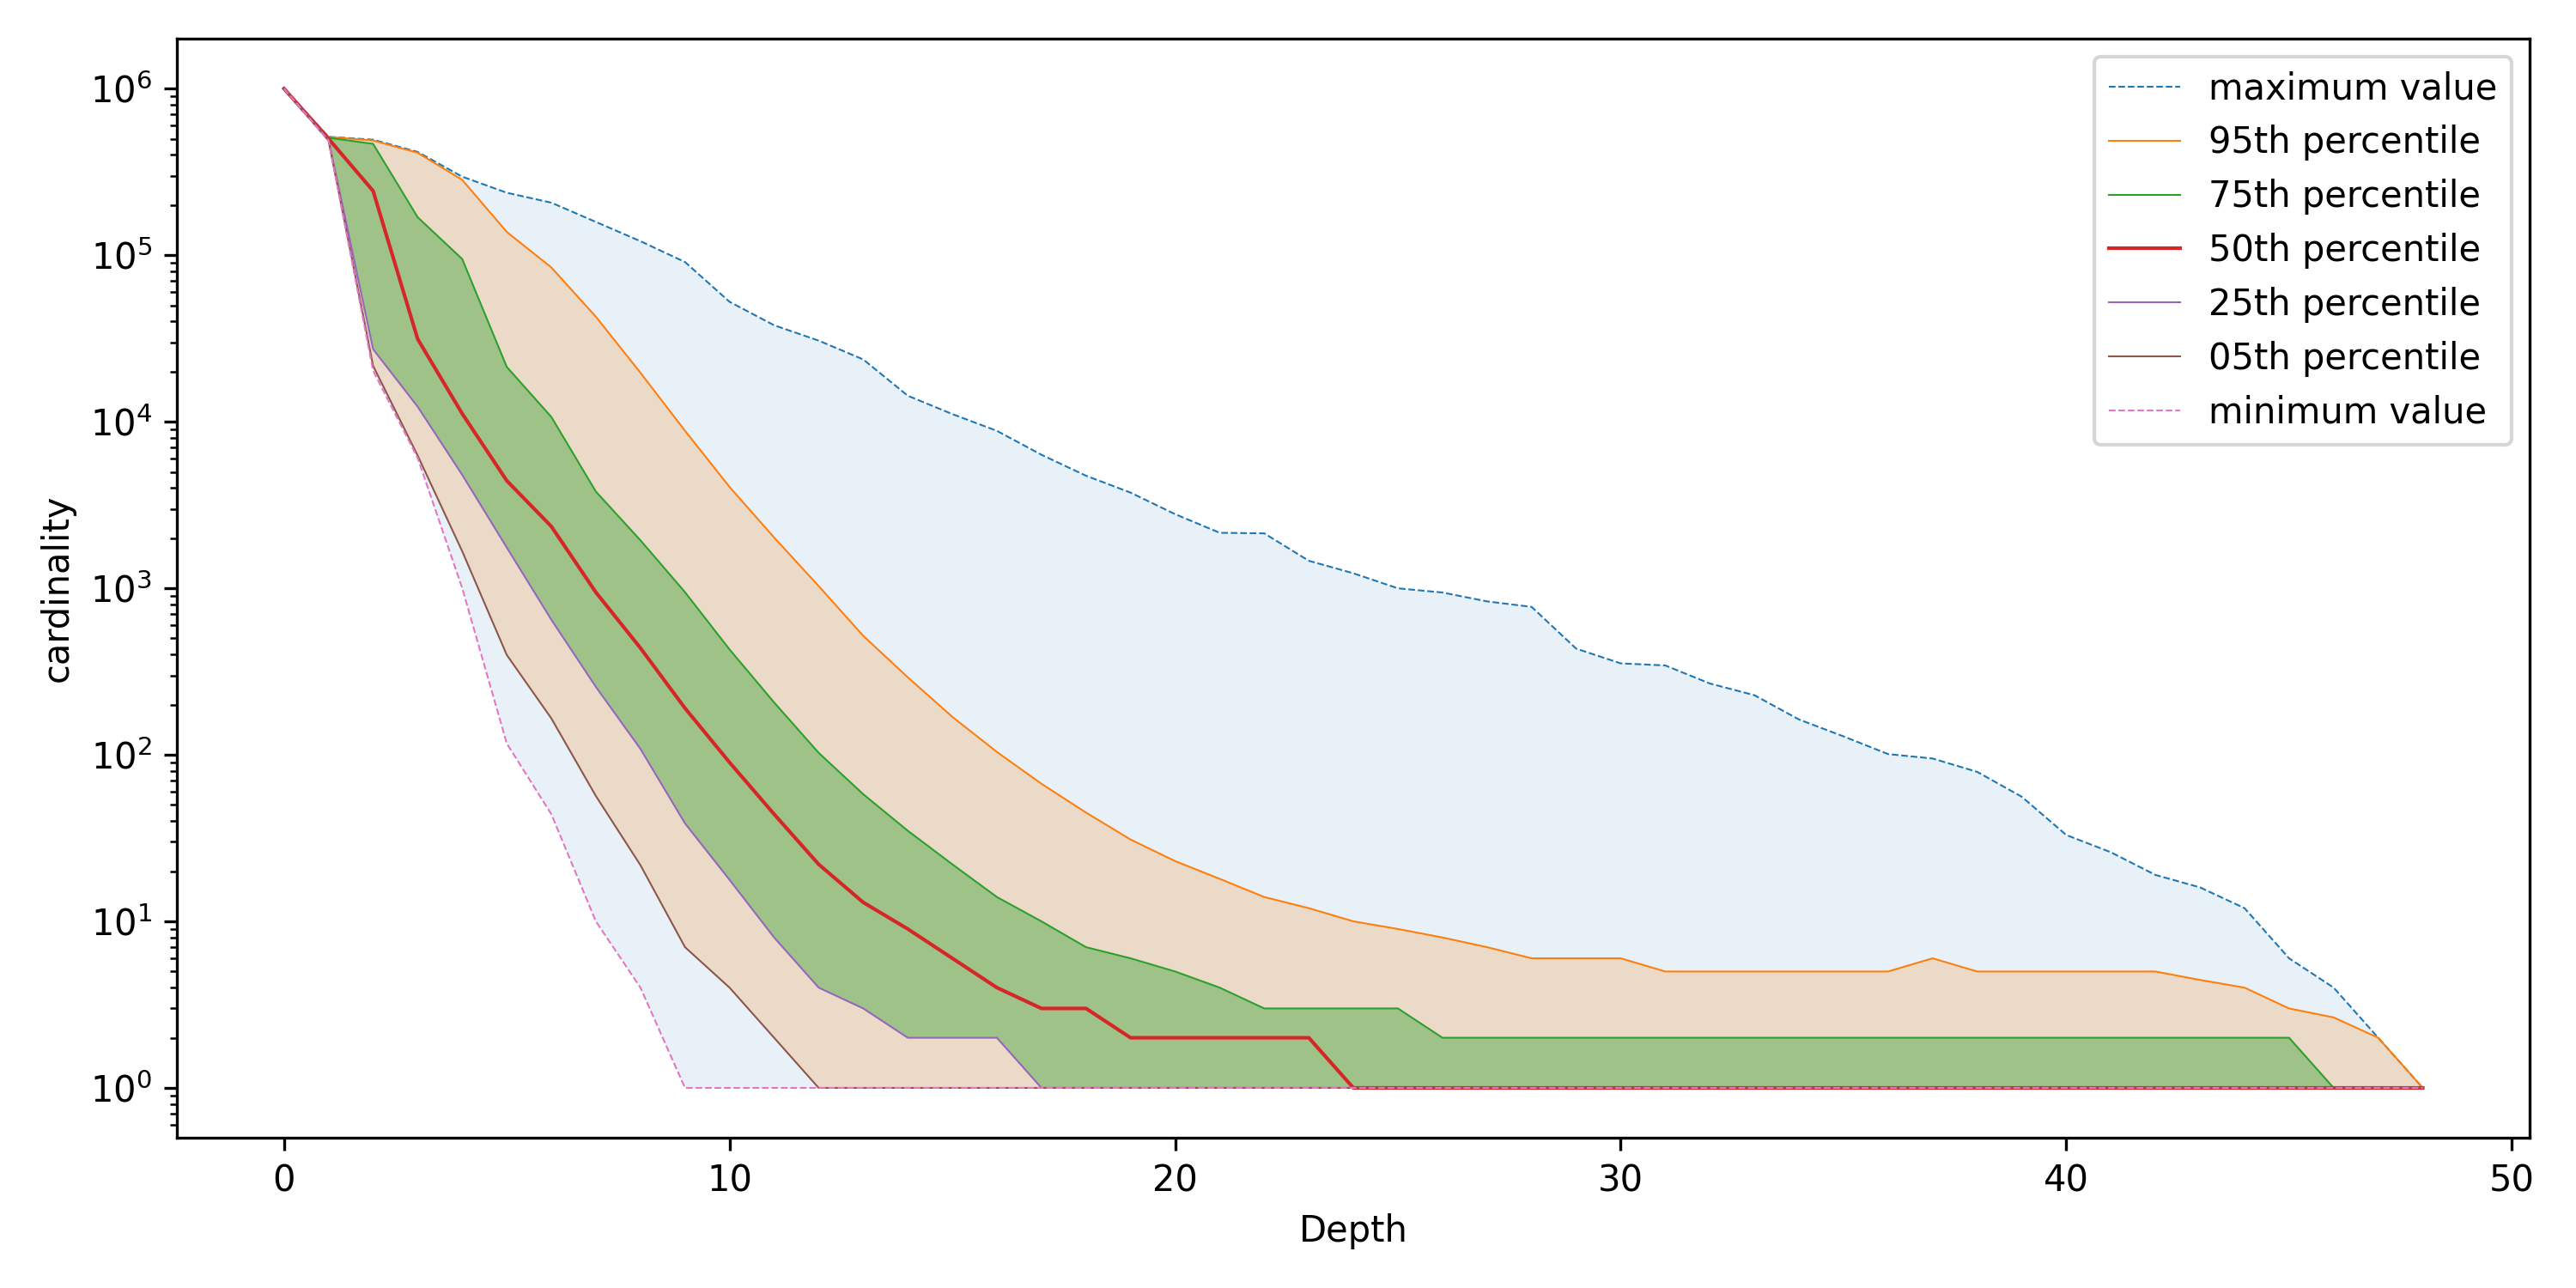 10⁶
10⁵
10⁴
10³
10²
10¹
10⁰
cardinality
0 10 20 30 40 50
Depth
maximum value
95th percentile
75th percentile
50th percentile
25th percentile
05th percentile
minimum value